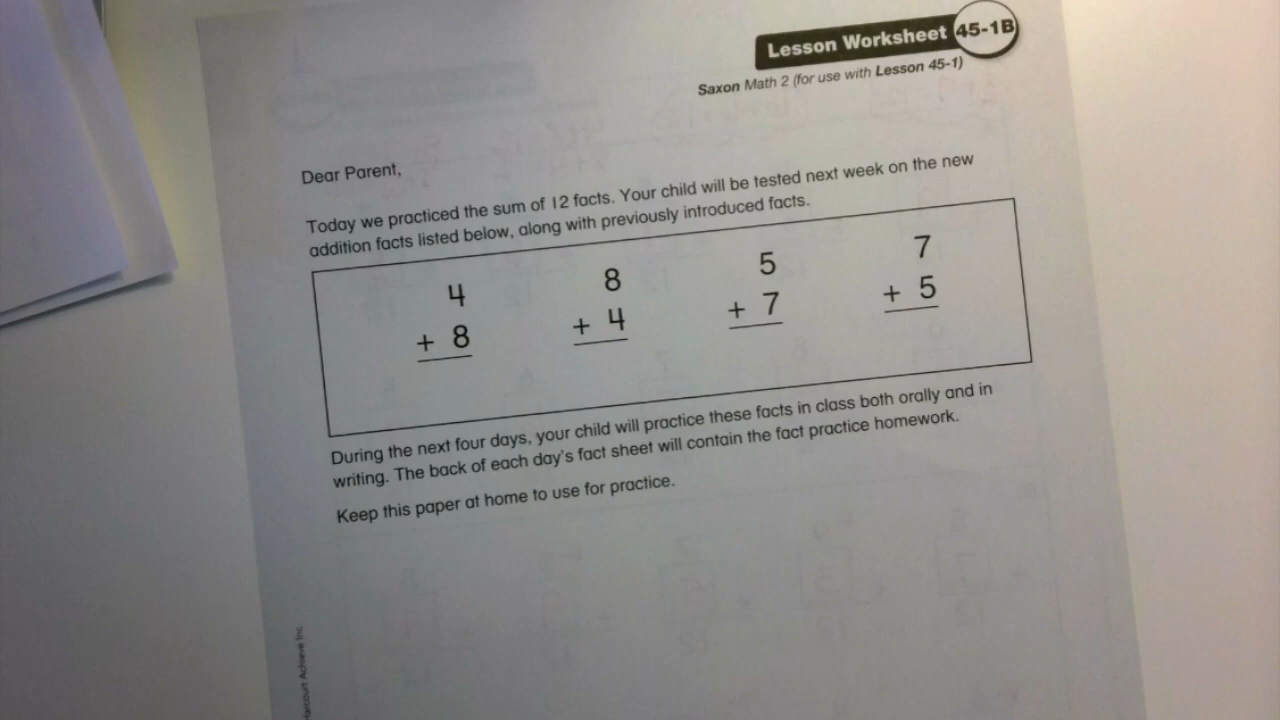 Lesson Worksheet 45-1B
Saxon Math 2 (for use with Lesson 45-1)
Dear Parent,
Today we practiced the sum of 12 facts. Your child will be tested next week on the new
addition facts listed below, along with previously introduced facts.
4 8 5 7
+ 8 + 4 + 7 + 5
During the next four days, your child will practice these facts in class both orally and in
writing. The back of each day's fact sheet will contain the fact practice homework.
Keep this paper at home to use for practice.
Harcourt Achieve Inc.